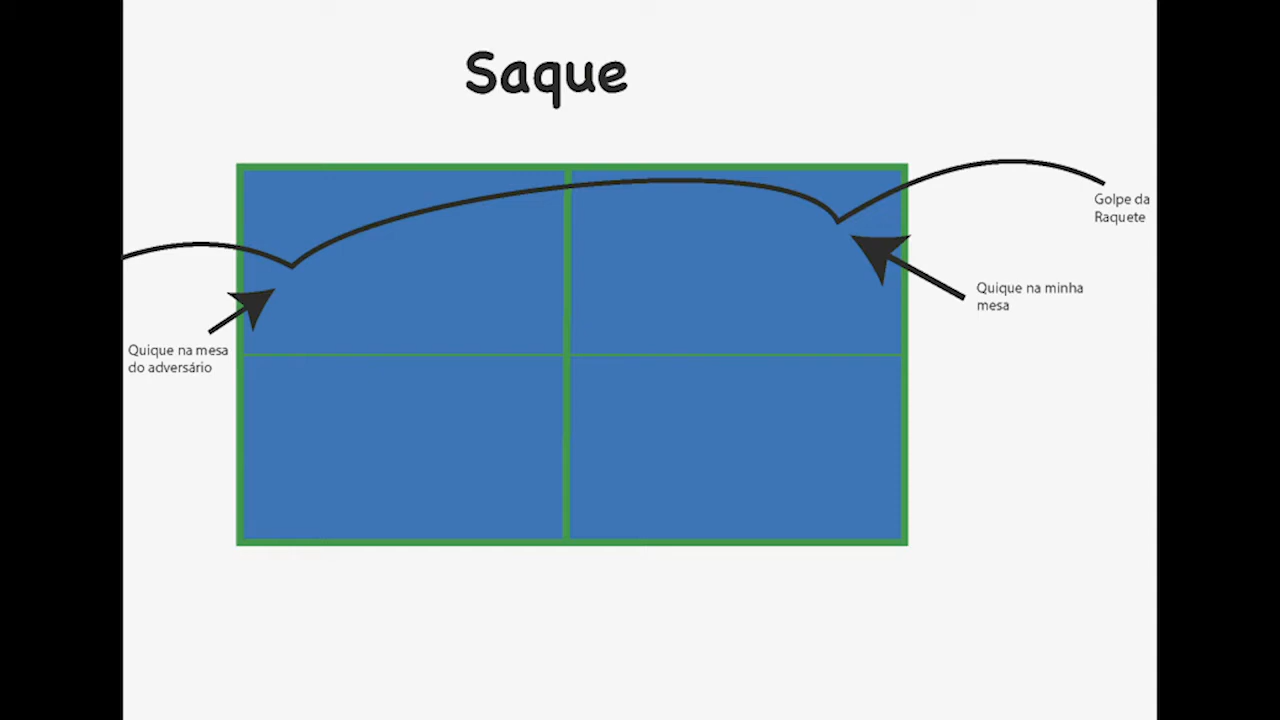 Saque
Golpe da
Raquete
Quique na minha
mesa
Quique na mesa
do adversário